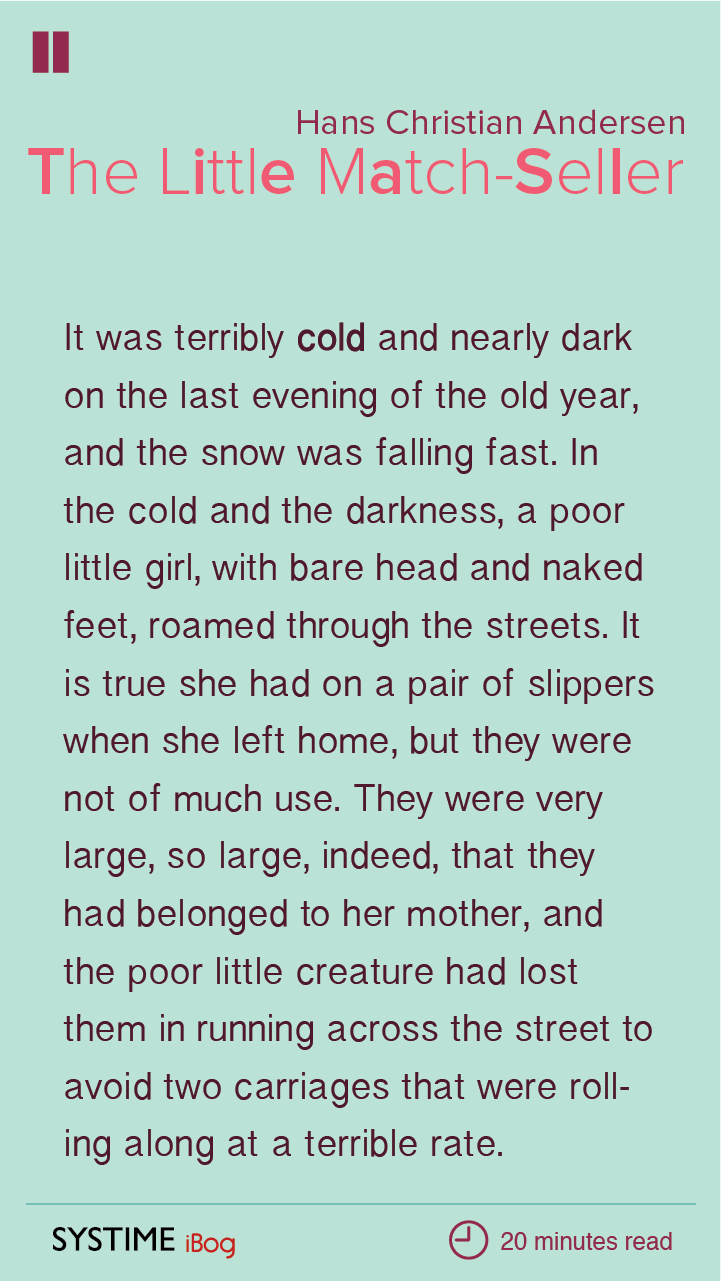 Hans Christian Andersen
The Little Match-Seller
It was terribly cold and nearly dark
on the last evening of the old year,
and the snow was falling fast. In
the cold and the darkness, a poor
little girl, with bare head and naked
feet, roamed through the streets. It
is true she had on a pair of slippers
when she left home, but they were
not of much use. They were very
large, so large, indeed, that they
had belonged to her mother, and
the poor little creature had lost
them in running across the street to
avoid two carriages that were roll-
ing along at a terrible rate.
SYSTIME iBog
20 minutes read